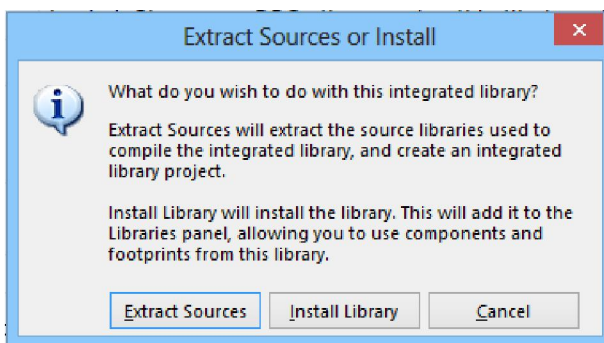 Extract Sources or Install
What do you wish to do with this integrated library?
Extract Sources will extract the source libraries used to
compile the integrated library, and create an integrated
library project.
Install Library will install the library. This will add it to the
Libraries panel, allowing you to use components and
footprints from this library.
Extract Sources Install Library Cancel